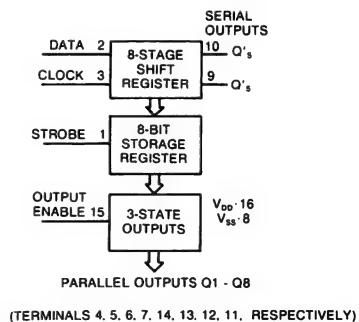 SERIAL
OUTPUTS
DATA 2
8-STAGE
SHIFT
REGISTER
10 Q's
CLOCK 3
9 Q's
STROBE 1
8-BIT
STORAGE
REGISTER
OUTPUT
ENABLE 15
3-STATE
OUTPUTS
VDD·16
VSS·8
PARALLEL OUTPUTS Q1 - Q8
(TERMINALS 4, 5, 6, 7, 14, 13, 12, 11, RESPECTIVELY)